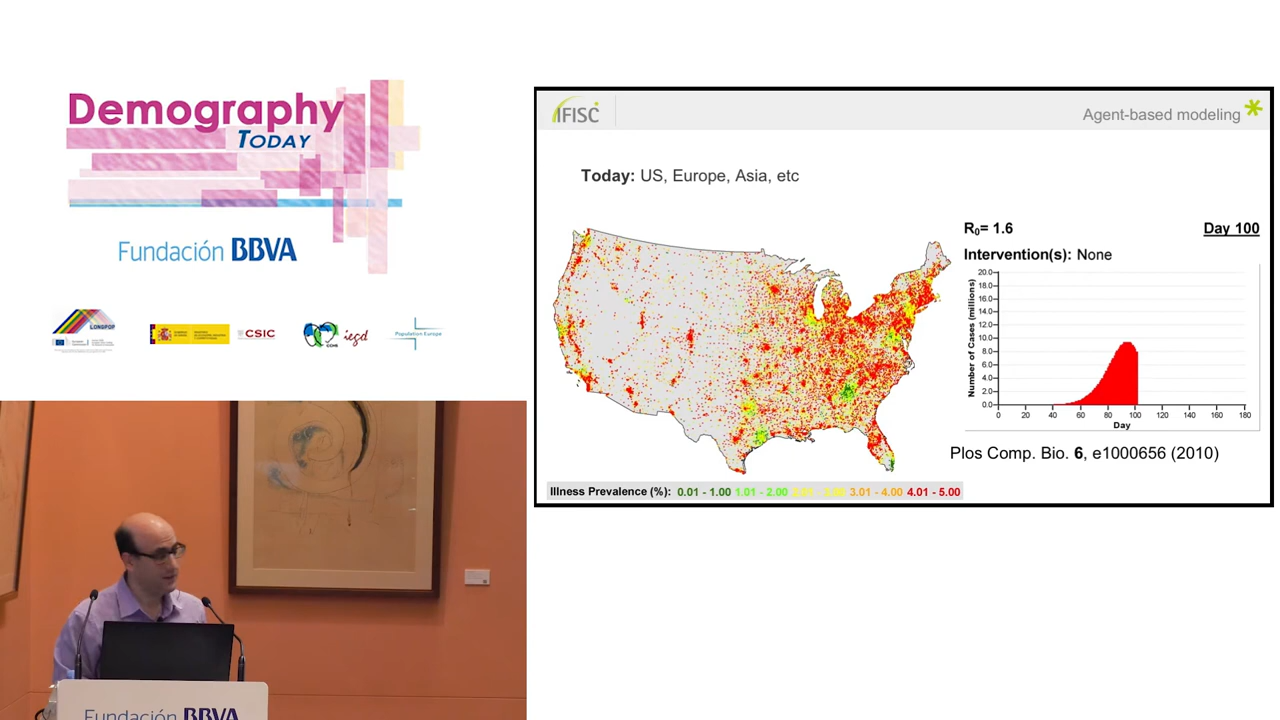 Demography
TODAY
Fundación BBVA
LONGPOP
CSIC
iegd
Population Europe
IFISC
Agent-based modeling
Today: US, Europe, Asia, etc
R0= 1.6
Day 100
Intervention(s): None
Number of Cases (millions)
20.0
18.0
16.0
14.0
12.0
10.0
8.0
6.0
4.0
2.0
0.0
0 20 40 60 80 100 120 140 160 180
Day
Plos Comp. Bio. 6, e1000656 (2010)
Illness Prevalence (%): 0.01 - 1.00 1.01 - 2.00 3.01 - 4.00 4.01 - 5.00
Fundación BBVA